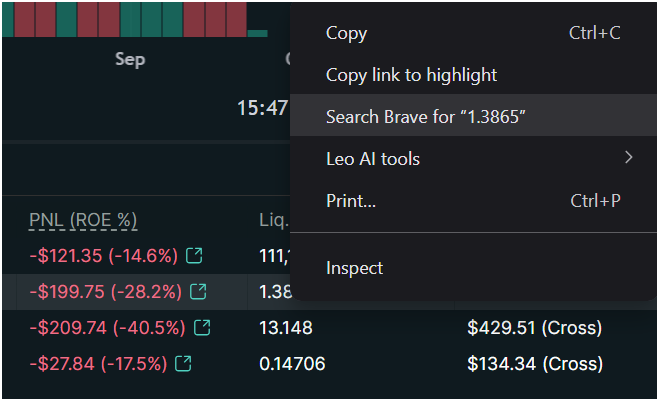 Sep
15:47
Copy Ctrl+C
Copy link to highlight
Search Brave for “1.3865”
Leo AI tools
Print... Ctrl+P
Inspect
PNL (ROE %) Liq.
-$121.35 (-14.6%) 111,
-$199.75 (-28.2%) 1.38
-$209.74 (-40.5%) 13.148 $429.51 (Cross)
-$27.84 (-17.5%) 0.14706 $134.34 (Cross)